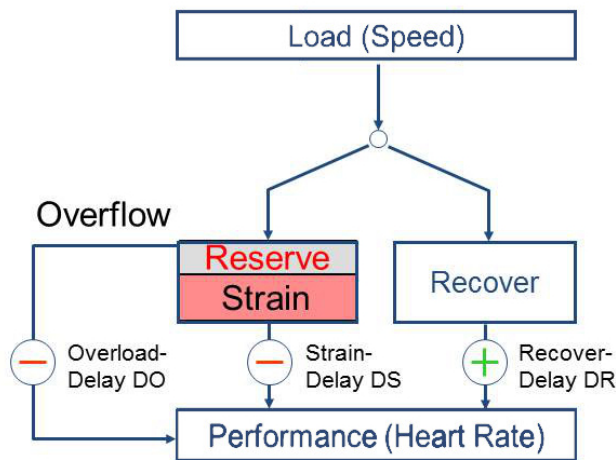 Load (Speed)
Overflow
Reserve
Strain
Recover
Overload-
Delay DO
Strain-
Delay DS
Recover-
Delay DR
Performance (Heart Rate)